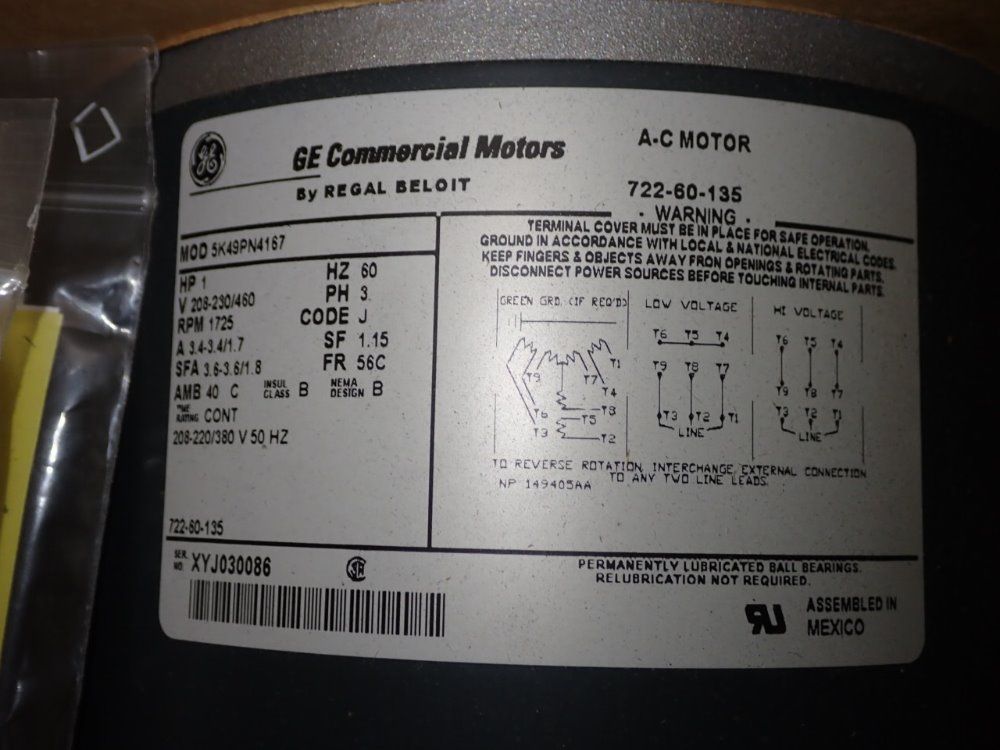 GE
GE Commercial Motors
By REGAL BELOIT
A-C MOTOR
722-60-135
MOD 5K49PN4167
HP 1
HZ 60
V 208-230/460
PH 3
RPM 1725
CODE J
A 3.4-3.4/1.7
SF 1.15
SFA 3.6-3.6/1.8
FR 56C
AMB 40 C INSUL CLASS B NEMA DESIGN B
TIME RATING CONT
208-220/380 V 50 HZ
722-60-135
· WARNING ·
TERMINAL COVER MUST BE IN PLACE FOR SAFE OPERATION.
GROUND IN ACCORDANCE WITH LOCAL & NATIONAL ELECTRICAL CODES.
KEEP FINGERS & OBJECTS AWAY FRON OPENINGS & ROTATING PARTS.
DISCONNECT POWER SOURCES BEFORE TOUCHING INTERNAL PARTS.
GREEN GRD. (IF REQ'D)
T1
T9
T7
T4
T6
T8
T5
T3
T2
LOW VOLTAGE
T6 T5 T4
T9 T8 T7
T3 T2 T1
LINE
HI VOLTAGE
T6 T5 T4
T9 T8 T7
T3 T2 T1
LINE
TO REVERSE ROTATION, INTERCHANGE EXTERNAL CONNECTION
TO ANY TWO LINE LEADS.
NP 149405AA
SER. NO. XYJ030086
PERMANENTLY LUBRICATED BALL BEARINGS.
RELUBRICATION NOT REQUIRED.
ASSEMBLED IN
MEXICO